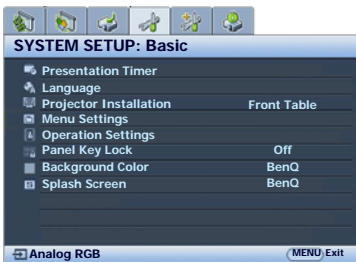 SYSTEM SETUP: Basic
Presentation Timer
Language
Projector Installation Front Table
Menu Settings
Operation Settings
Panel Key Lock Off
Background Color BenQ
Splash Screen BenQ
Analog RGB MENU Exit